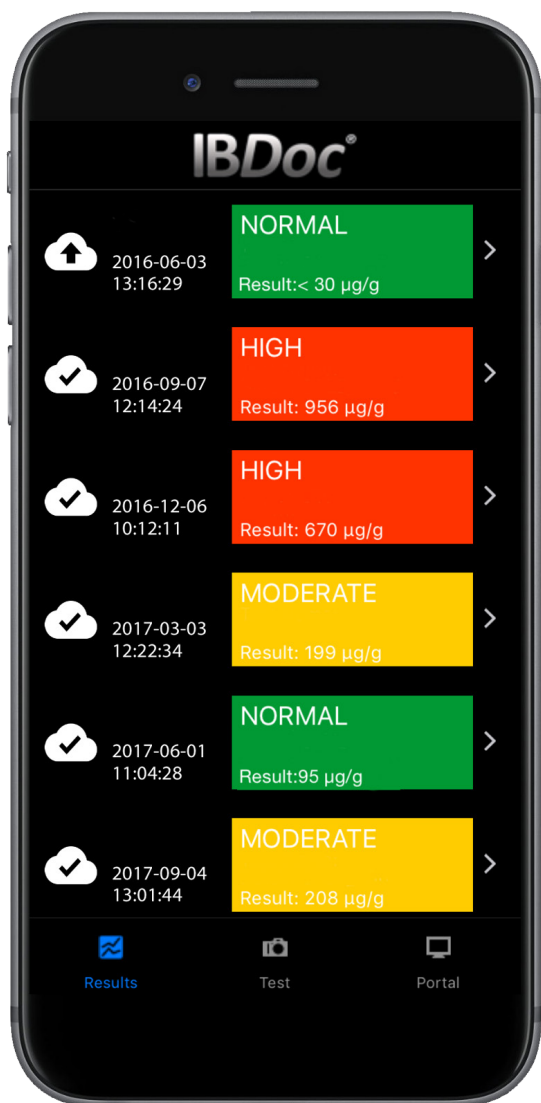 IBDoc®
NORMAL
2016-06-03
13:16:29
Result:< 30 µg/g
HIGH
2016-09-07
12:14:24
Result: 956 µg/g
HIGH
2016-12-06
10:12:11
Result: 670 µg/g
MODERATE
2017-03-03
12:22:34
Result: 199 µg/g
NORMAL
2017-06-01
11:04:28
Result:95 µg/g
MODERATE
2017-09-04
13:01:44
Result: 208 µg/g
Results
Test
Portal